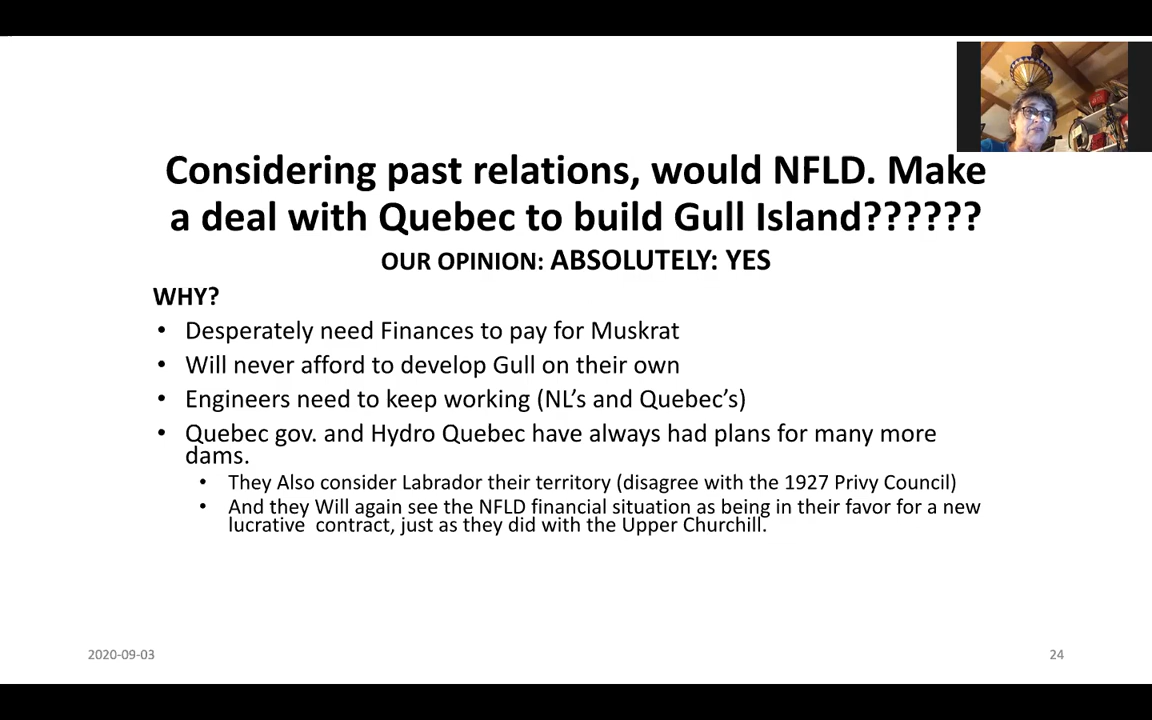 Considering past relations, would NFLD. Make
a deal with Quebec to build Gull Island??????
OUR OPINION: ABSOLUTELY: YES
WHY?
• Desperately need Finances to pay for Muskrat
• Will never afford to develop Gull on their own
• Engineers need to keep working (NL’s and Quebec’s)
• Quebec gov. and Hydro Quebec have always had plans for many more
dams.
• They Also consider Labrador their territory (disagree with the 1927 Privy Council)
• And they Will again see the NFLD financial situation as being in their favor for a new
lucrative  contract, just as they did with the Upper Churchill.
2020-09-03
24